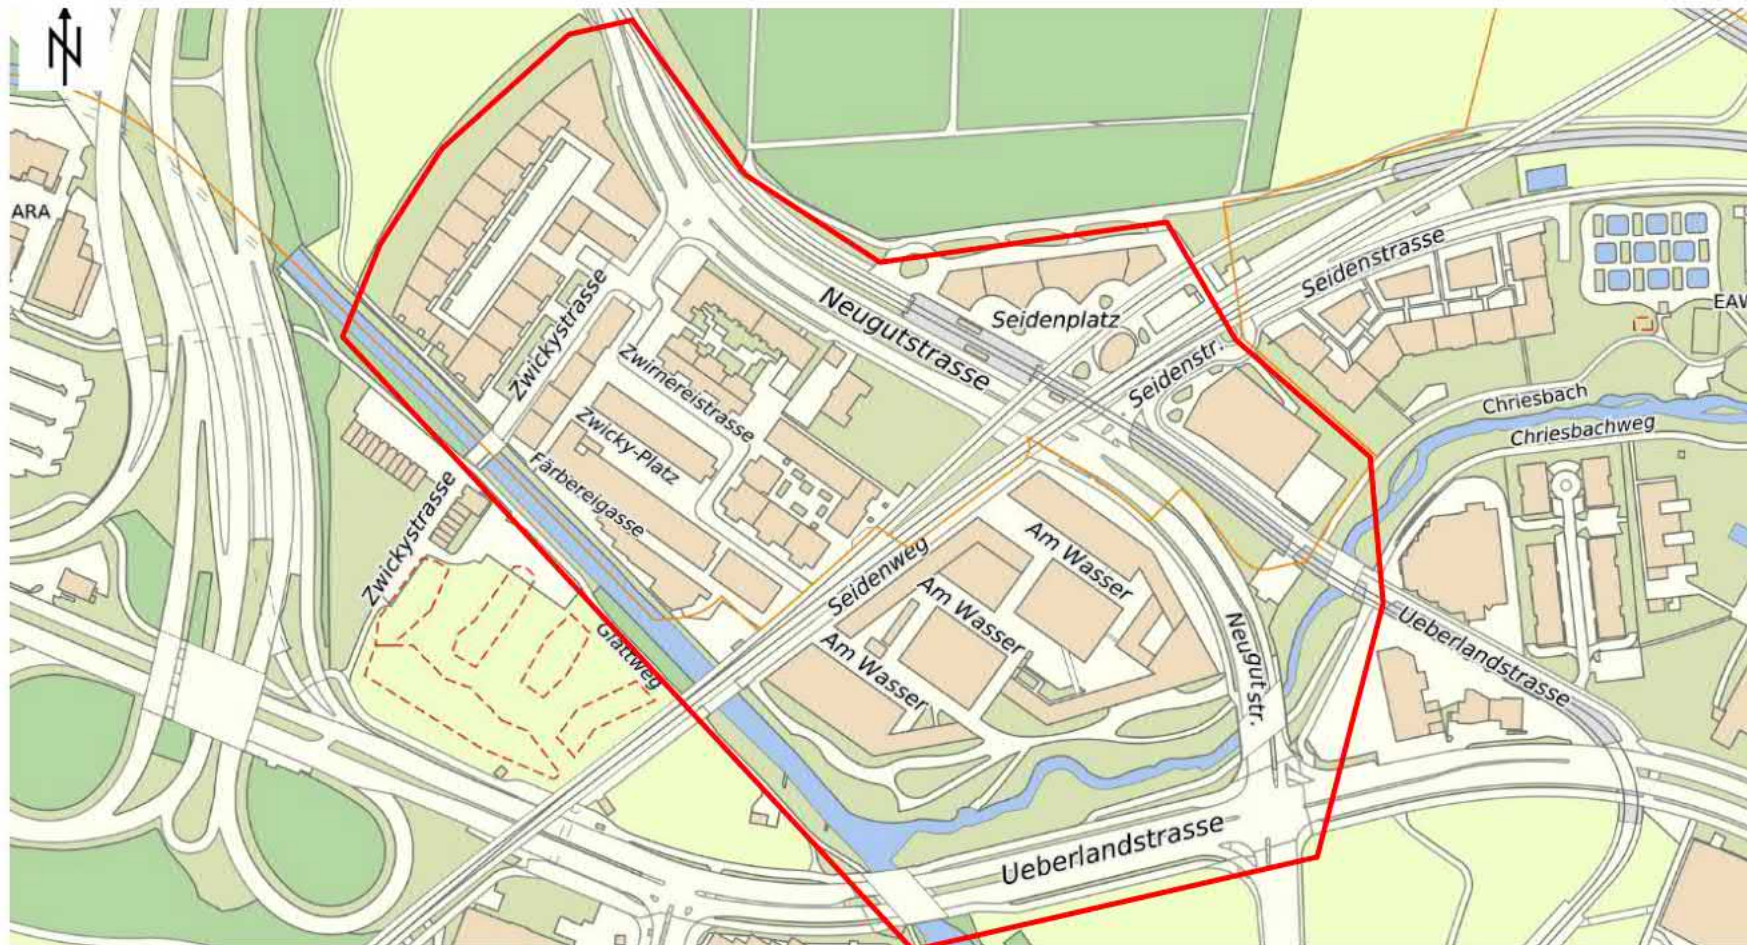 N
ARA
Seidenstrasse
EAW
Neugutstrasse
Seidenplatz
Zwickystrasse
Zwirnereistrasse
Seidenstr.
Chriesbach
Chriesbachweg
Zwicky-Platz
Färbereigasse
Zwickystrasse
Seidenweg
Am Wasser
Am Wasser
Am Wasser
Glattweg
Neugutstr.
Ueberlandstrasse
Ueberlandstrasse